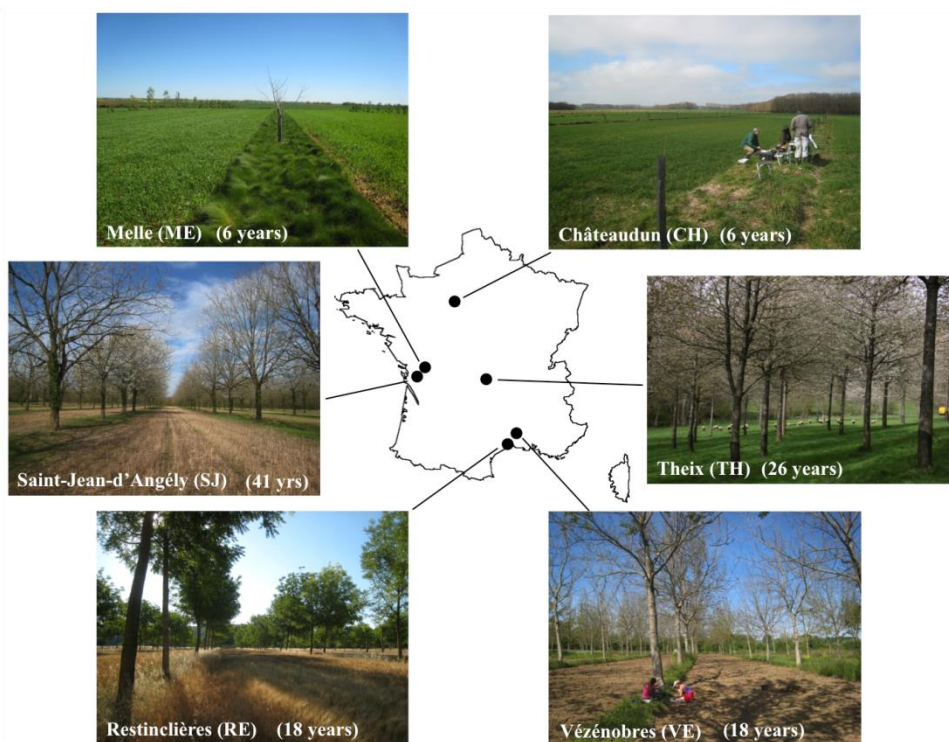 Melle (ME) (6 years)
Châteaudun (CH) (6 years)
Saint-Jean-d'Angély (SJ) (41 yrs)
Theix (TH) (26 years)
Restinclières (RE) (18 years)
Vézénobres (VE) (18 years)